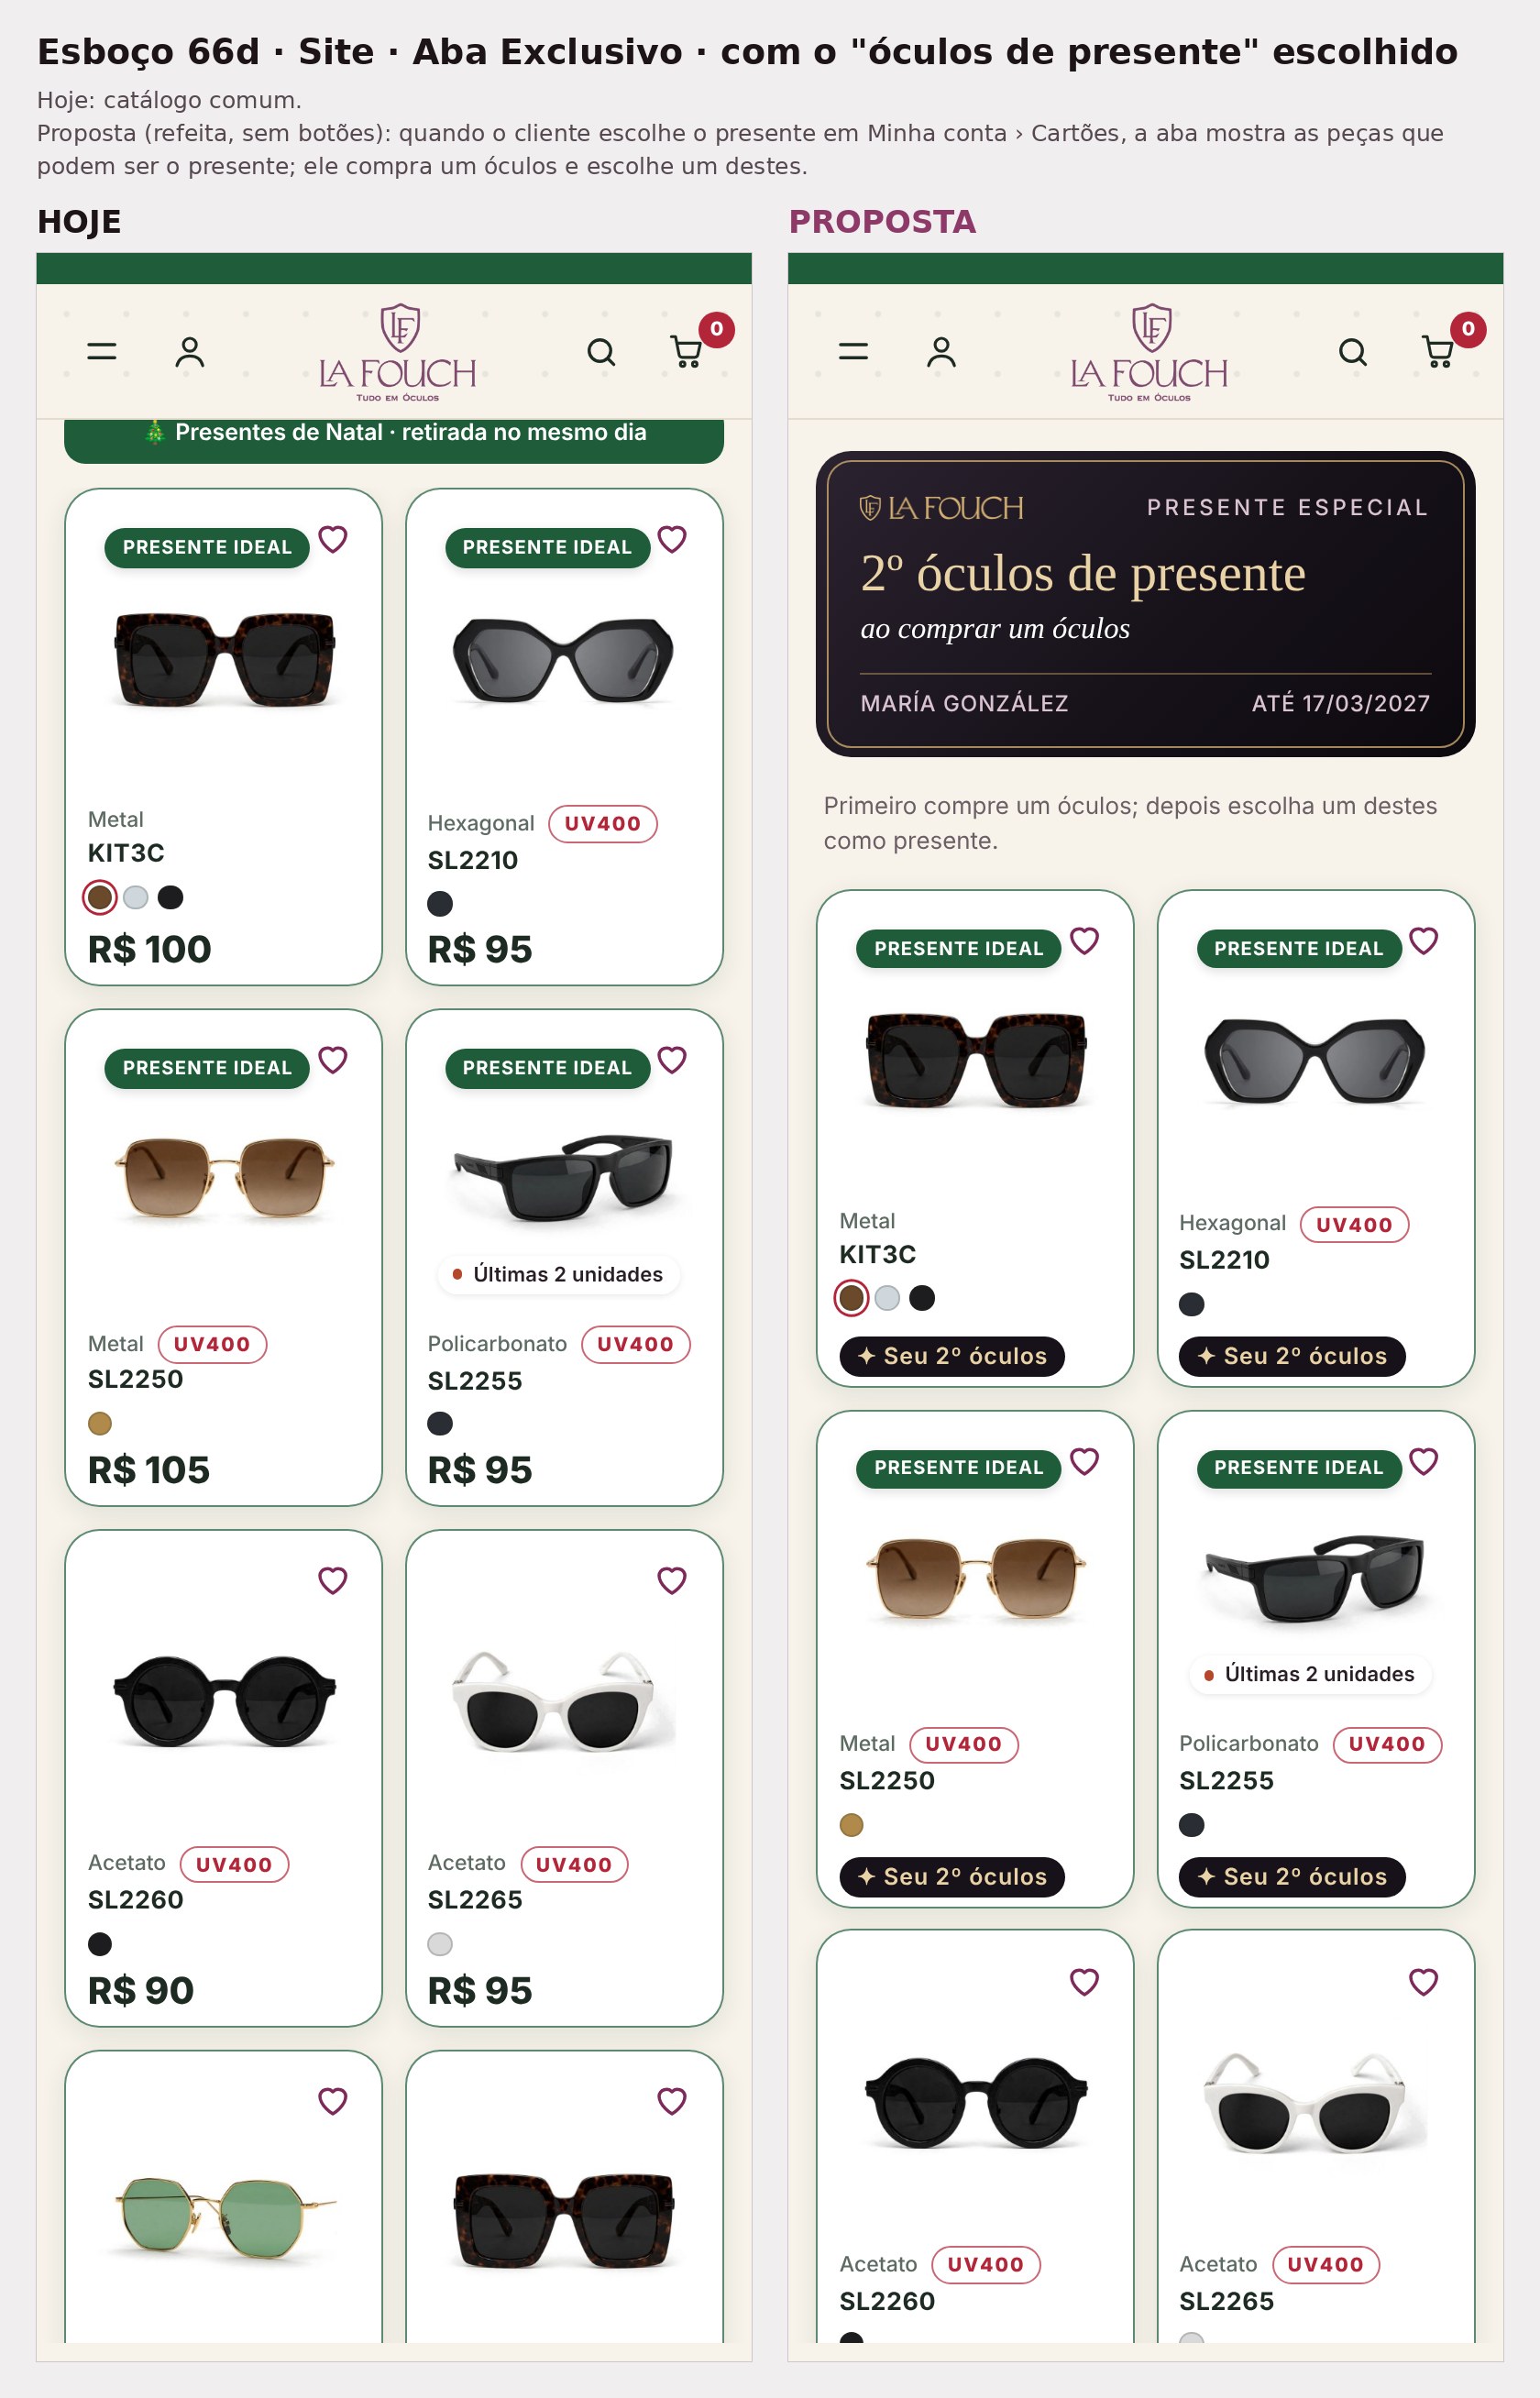 Esboço 66d · Site · Aba Exclusivo · com o "óculos de presente" escolhido
Hoje: catálogo comum.
Proposta (refeita, sem botões): quando o cliente escolhe o presente em Minha conta › Cartões, a aba mostra as peças que
podem ser o presente; ele compra um óculos e escolhe um destes.
HOJE
LF
LA FOUCH
TUDO EM ÓCULOS
0
🎄 Presentes de Natal · retirada no mesmo dia
PRESENTE IDEAL
Metal
KIT3C
R$ 100
PRESENTE IDEAL
Hexagonal UV400
SL2210
R$ 95
PRESENTE IDEAL
Metal UV400
SL2250
R$ 105
PRESENTE IDEAL
Últimas 2 unidades
Policarbonato UV400
SL2255
R$ 95
Acetato UV400
SL2260
R$ 90
Acetato UV400
SL2265
R$ 95
PROPOSTA
LF
LA FOUCH
TUDO EM ÓCULOS
0
LF LA FOUCH
PRESENTE ESPECIAL
2º óculos de presente
ao comprar um óculos
MARÍA GONZÁLEZ
ATÉ 17/03/2027
Primeiro compre um óculos; depois escolha um destes
como presente.
PRESENTE IDEAL
Metal
KIT3C
✦ Seu 2º óculos
PRESENTE IDEAL
Hexagonal UV400
SL2210
✦ Seu 2º óculos
PRESENTE IDEAL
Metal UV400
SL2250
✦ Seu 2º óculos
PRESENTE IDEAL
Últimas 2 unidades
Policarbonato UV400
SL2255
✦ Seu 2º óculos
Acetato UV400
SL2260
Acetato UV400
SL2265